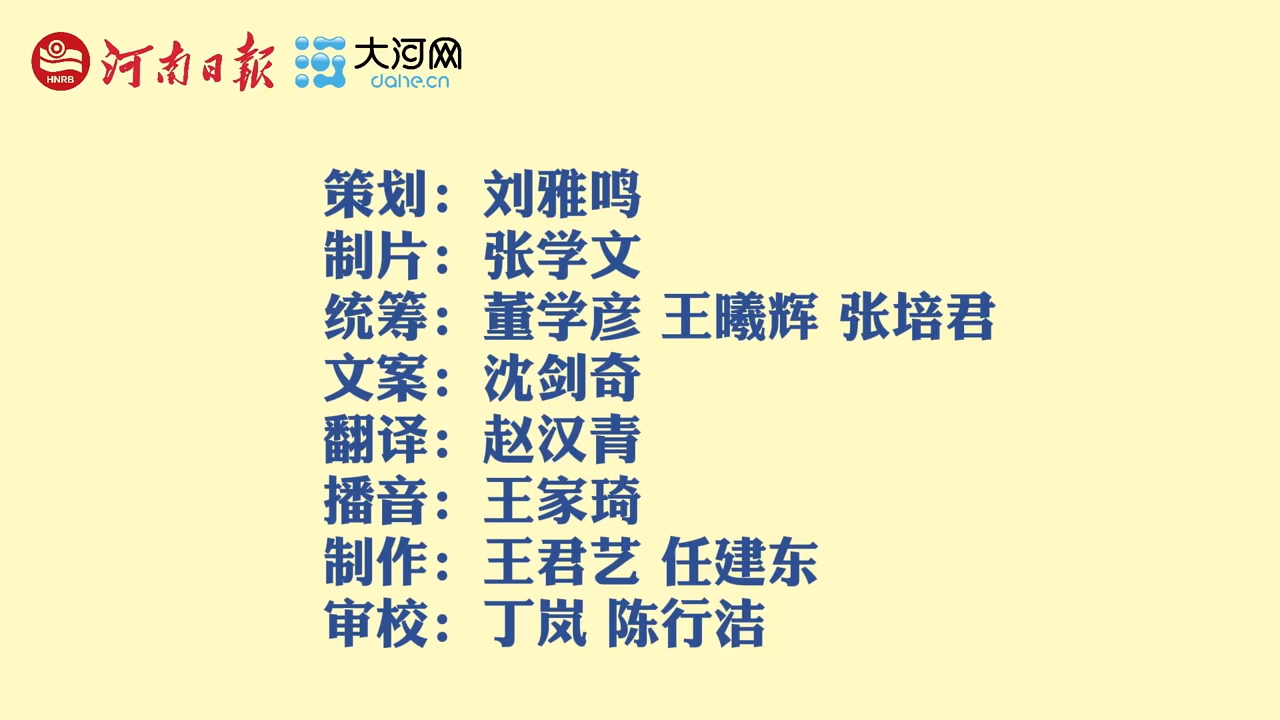 HNRB 河南日报 大河网
dahe.cn
策划：刘雅鸣
制片：张学文
统筹：董学彦 王曦辉 张培君
文案：沈剑奇
翻译：赵汉青
播音：王家琦
制作：王君艺 任建东
审校：丁岚 陈行洁